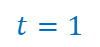 t = 1